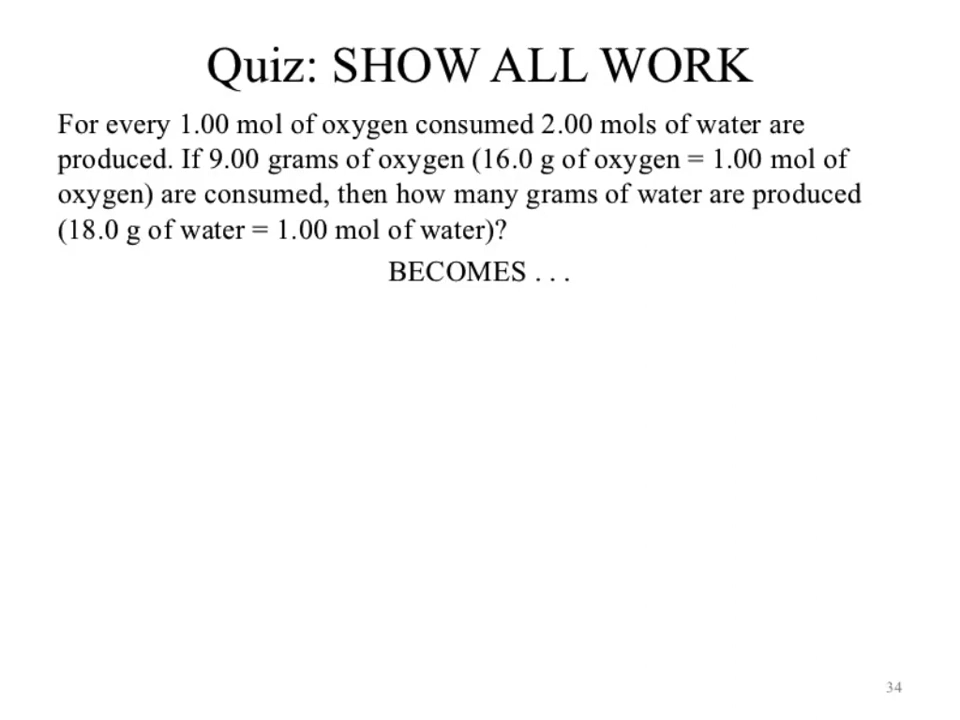 Quiz: SHOW ALL WORK
For every 1.00 mol of oxygen consumed 2.00 mols of water are
produced. If 9.00 grams of oxygen (16.0 g of oxygen = 1.00 mol of
oxygen) are consumed, then how many grams of water are produced
(18.0 g of water = 1.00 mol of water)?
BECOMES . . .
34